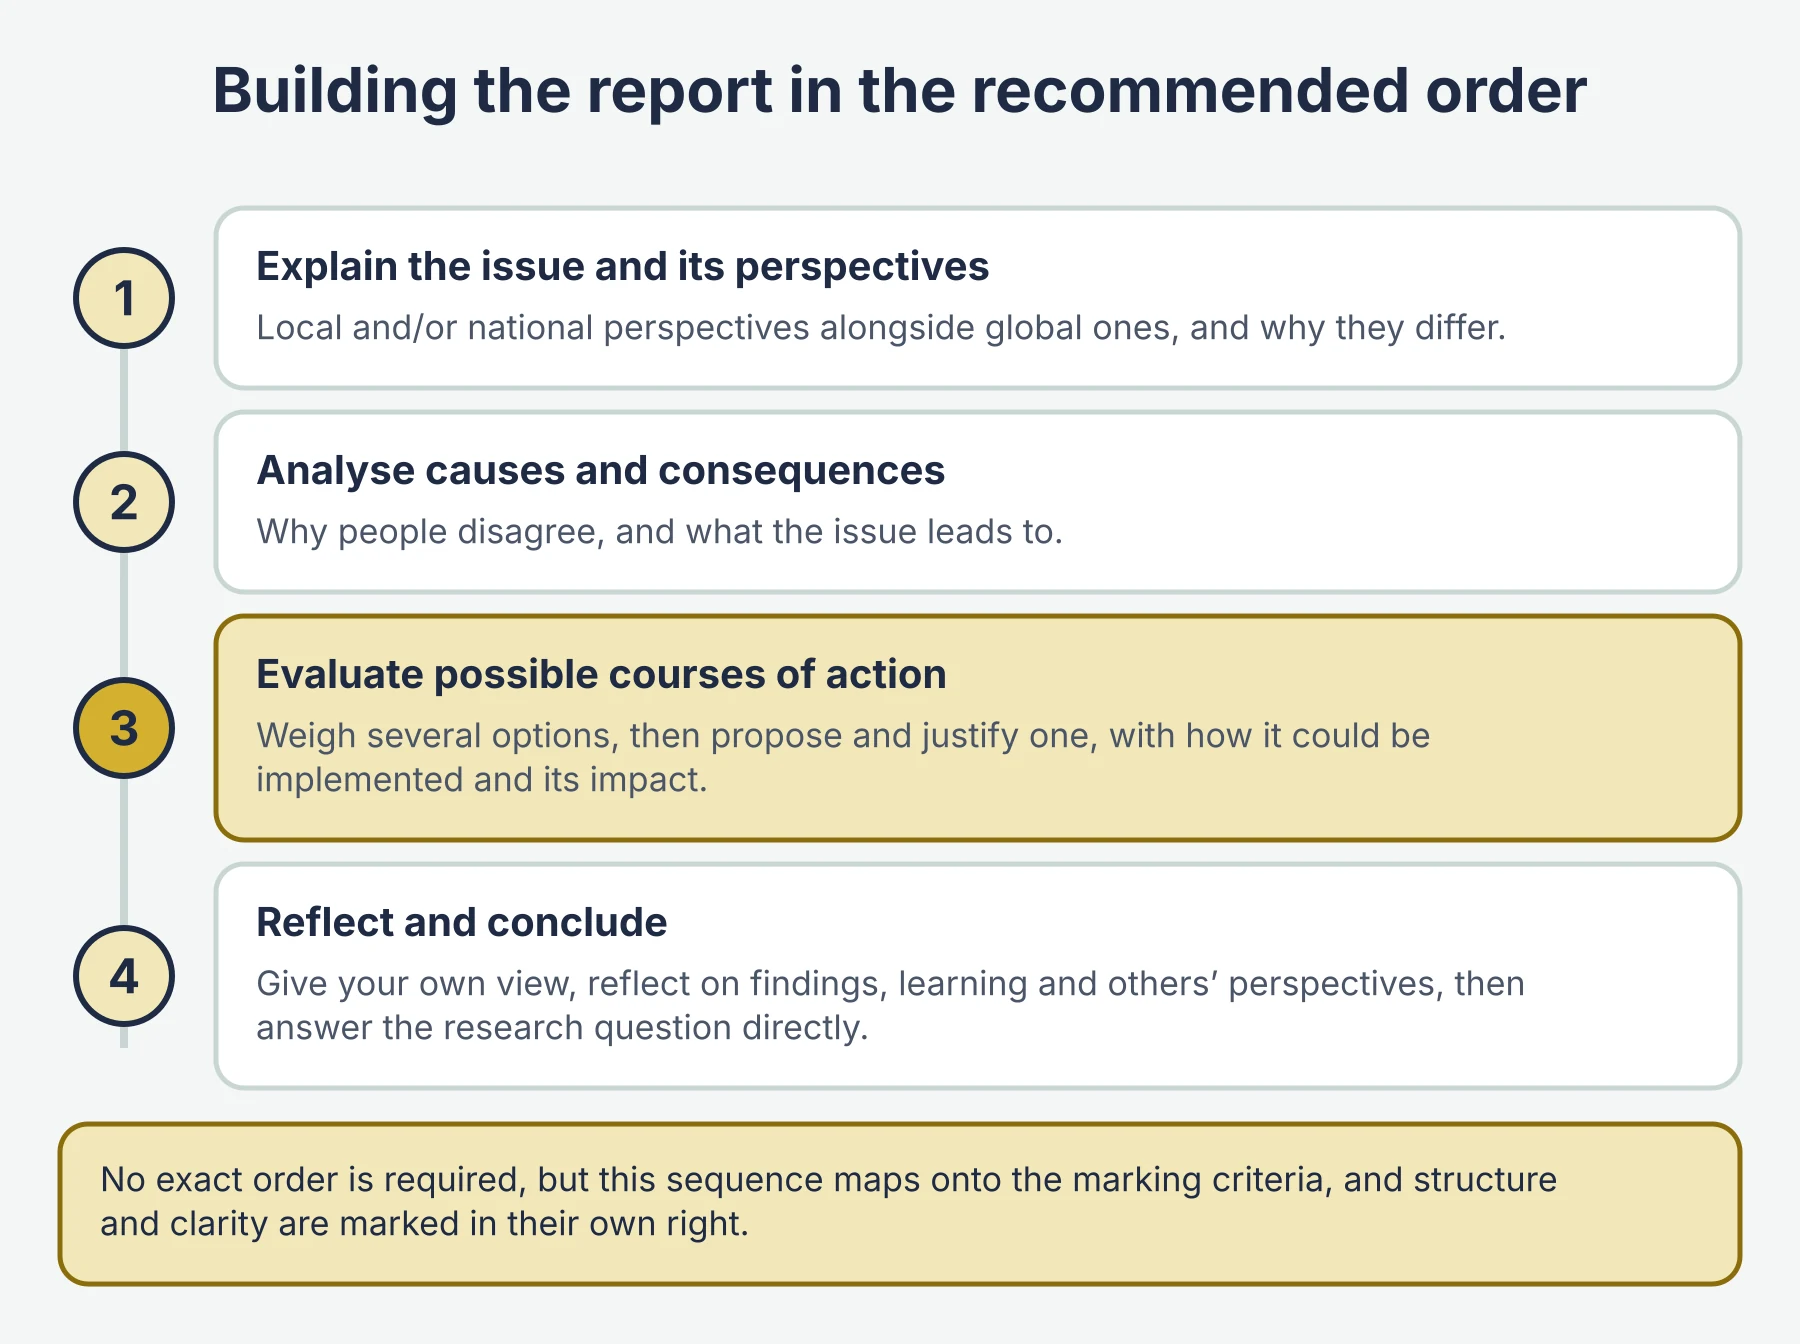 Building the report in the recommended order
1
Explain the issue and its perspectives
Local and/or national perspectives alongside global ones, and why they differ.
2
Analyse causes and consequences
Why people disagree, and what the issue leads to.
3
Evaluate possible courses of action
Weigh several options, then propose and justify one, with how it could be
implemented and its impact.
4
Reflect and conclude
Give your own view, reflect on findings, learning and others’ perspectives, then
answer the research question directly.
No exact order is required, but this sequence maps onto the marking criteria, and structure
and clarity are marked in their own right.